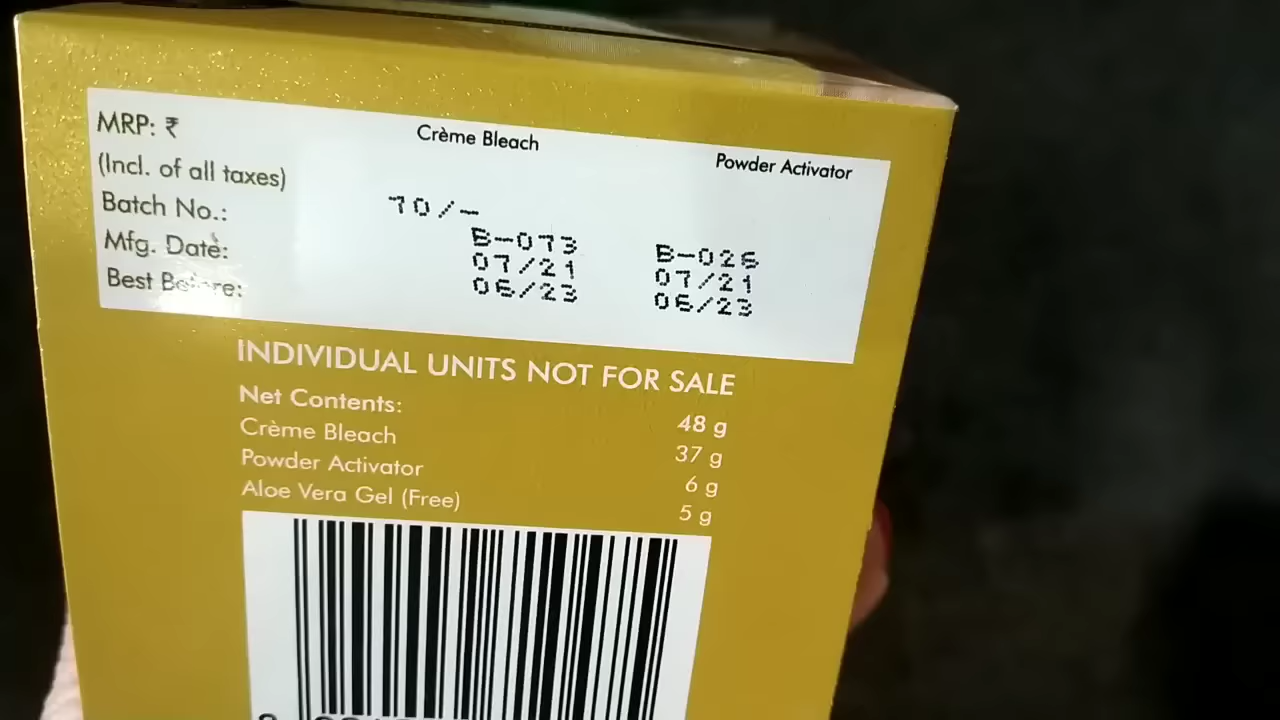 MRP: ₹ Crème Bleach Powder Activator
(Incl. of all taxes) 70/-
Batch No.: B-073 B-026
Mfg. Date: 07/21 07/21
Best Before: 06/23 06/23
INDIVIDUAL UNITS NOT FOR SALE
Net Contents: 48 g
Crème Bleach 37 g
Powder Activator 6 g
Aloe Vera Gel (Free) 5 g